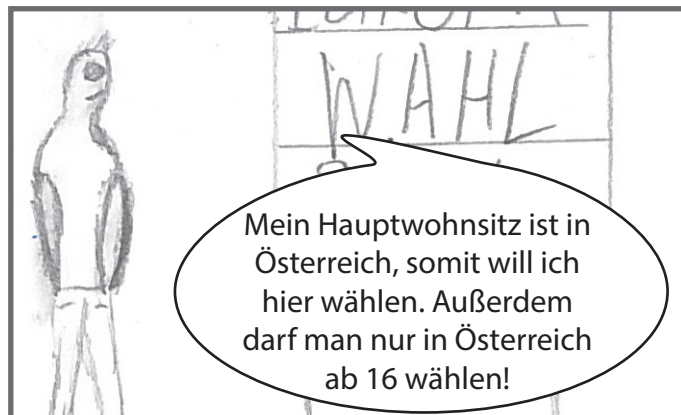 WAHL
Mein Hauptwohnsitz ist in
Österreich, somit will ich
hier wählen. Außerdem
darf man nur in Österreich
ab 16 wählen!